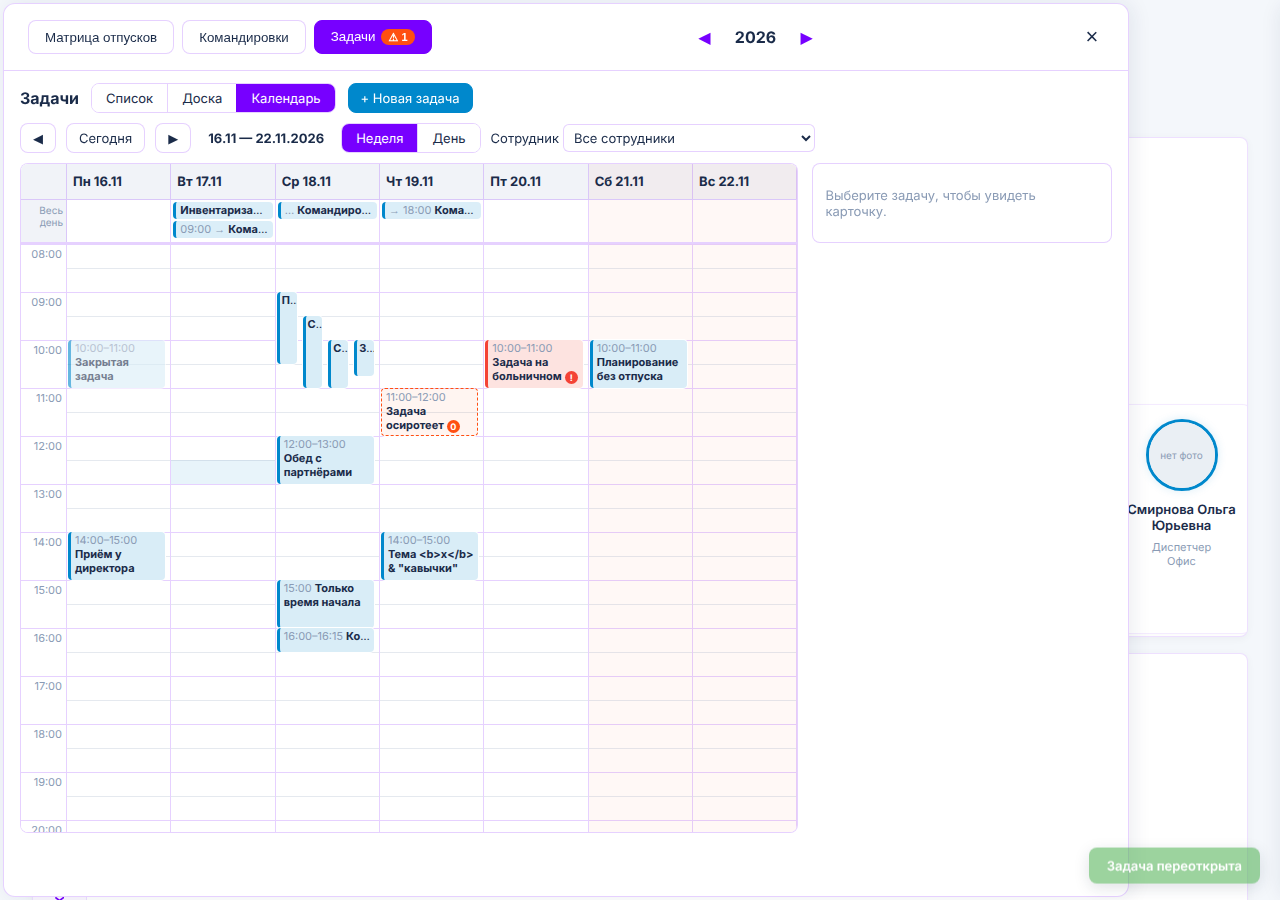 Матрица отпусков
Командировки
Задачи ⚠ 1
◀ 2026 ▶
×
Задачи
Список
Доска
Календарь
+ Новая задача
◀
Сегодня
▶
16.11 — 22.11.2026
Неделя
День
Сотрудник
Все сотрудники
Пн 16.11
Вт 17.11
Ср 18.11
Чт 19.11
Пт 20.11
Сб 21.11
Вс 22.11
Весь
день
Инвентариза...
09:00 → Кома...
... Командиро...
→ 18:00 Кома...
Выберите задачу, чтобы увидеть
карточку.
08:00
09:00
П...
С...
10:00
10:00–11:00
Закрытая
задача
С...
З...
10:00–11:00
Задача на
больничном !
10:00–11:00
Планирование
без отпуска
11:00
11:00–12:00
Задача
осиротеет 0
12:00
12:00–13:00
Обед с
партнёрами
13:00
14:00
14:00–15:00
Приём у
директора
14:00–15:00
Тема <b>x</b>
& "кавычки"
15:00
15:00 Только
время начала
16:00
16:00–16:15 Ко...
17:00
18:00
19:00
20:00
нет фото
Смирнова Ольга
Юрьевна
Диспетчер
Офис
Задача переоткрыта